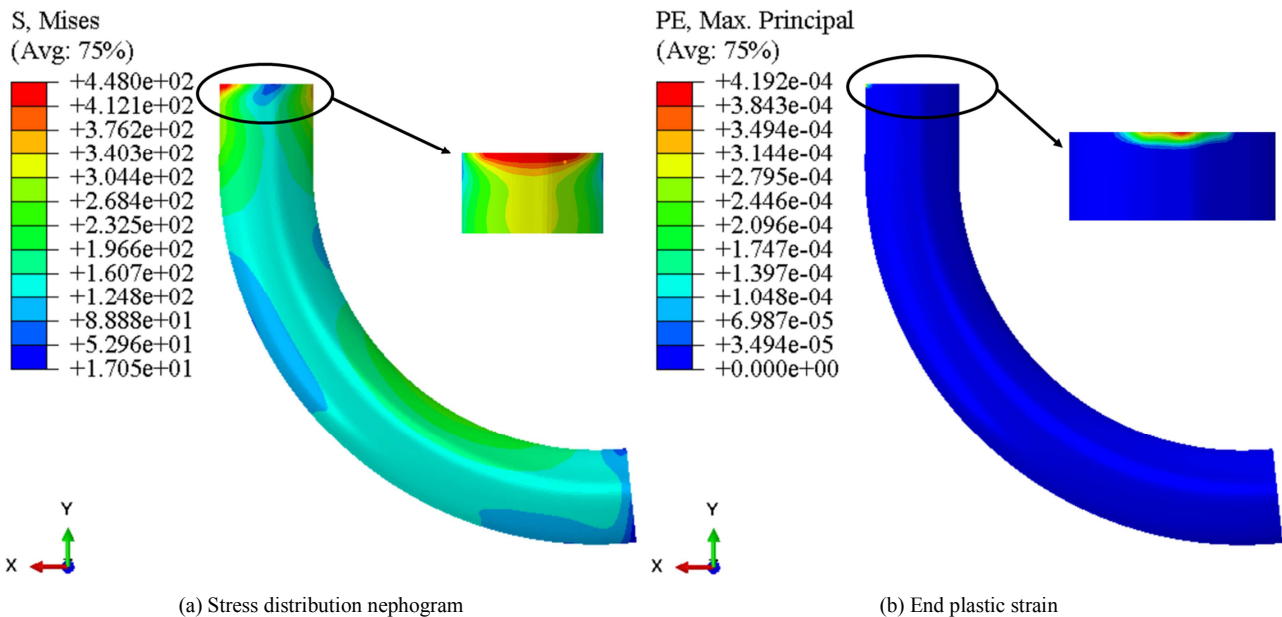 S, Mises
(Avg: 75%)
+4.480e+02
+4.121e+02
+3.762e+02
+3.403e+02
+3.044e+02
+2.684e+02
+2.325e+02
+1.966e+02
+1.607e+02
+1.248e+02
+8.888e+01
+5.296e+01
+1.705e+01
Y
X
(a) Stress distribution nephogram
PE, Max. Principal
(Avg: 75%)
+4.192e-04
+3.843e-04
+3.494e-04
+3.144e-04
+2.795e-04
+2.446e-04
+2.096e-04
+1.747e-04
+1.397e-04
+1.048e-04
+6.987e-05
+3.494e-05
+0.000e+00
Y
X
(b) End plastic strain